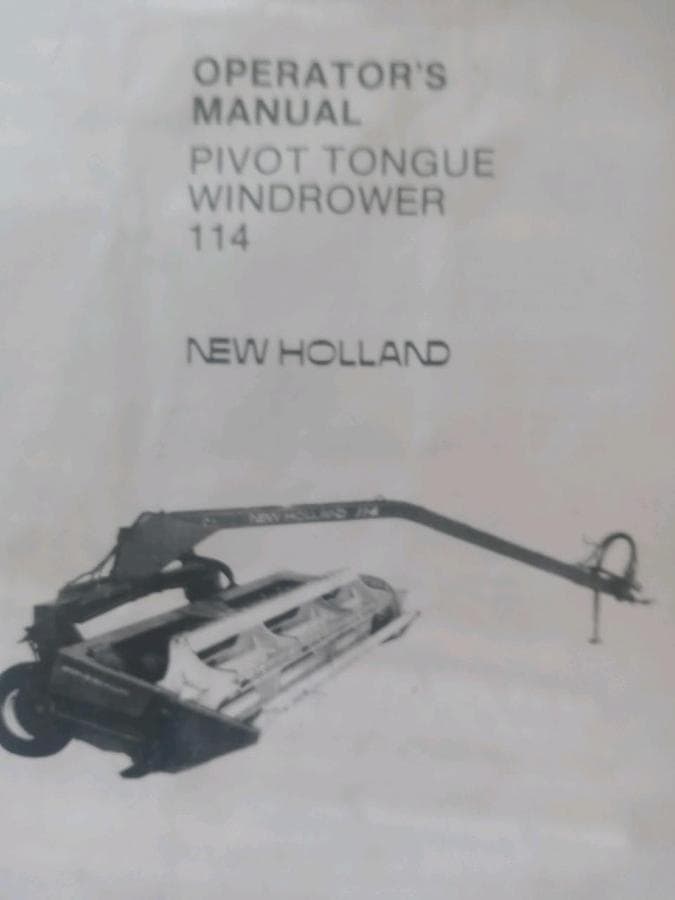 OPERATOR'S
MANUAL
PIVOT TONGUE
WINDROWER
114
NEW HOLLAND
NEW HOLLAND 114